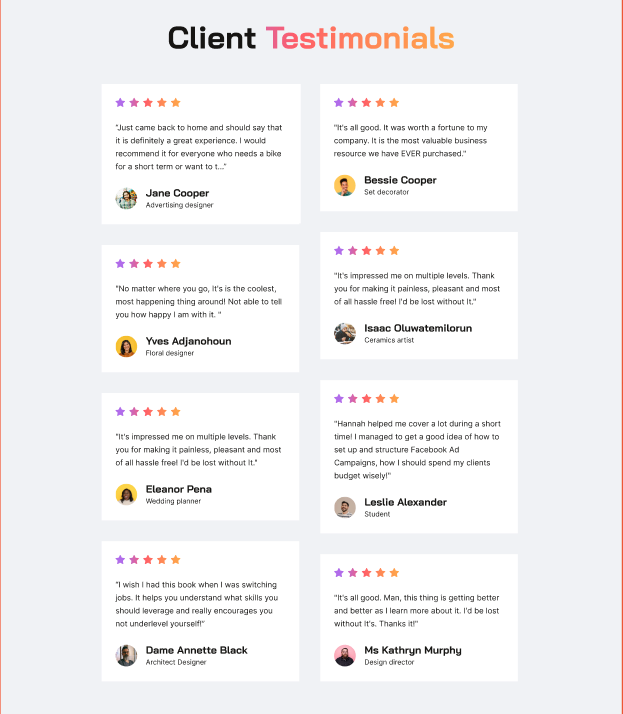 Client Testimonials
"Just came back to home and should say that
it is definitely a great experience. I would
recommend it for everyone who needs a bike
for a short term or want to t..."
Jane Cooper
Advertising designer
"No matter where you go, It's is the coolest,
most happening thing around! Not able to tell
you how happy I am with it. "
Yves Adjanohoun
Floral designer
"It's impressed me on multiple levels. Thank
you for making it painless, pleasant and most
of all hassle free! I'd be lost without It."
Eleanor Pena
Wedding planner
"I wish I had this book when I was switching
jobs. It helps you understand what skills you
should leverage and really encourages you
not underlevel yourself!"
Dame Annette Black
Architect Designer
"It's all good. It was worth a fortune to my
company. It is the most valuable business
resource we have EVER purchased."
Bessie Cooper
Set decorator
"It's impressed me on multiple levels. Thank
you for making it painless, pleasant and most
of all hassle free! I'd be lost without It."
Isaac Oluwatemilorun
Ceramics artist
"Hannah helped me cover a lot during a short
time! I managed to get a good idea of how to
set up and structure Facebook Ad
Campaigns, how I should spend my clients
budget wisely!"
Leslie Alexander
Student
"It's all good. Man, this thing is getting better
and better as I learn more about it. I'd be lost
without It's. Thanks it!"
Ms Kathryn Murphy
Design director